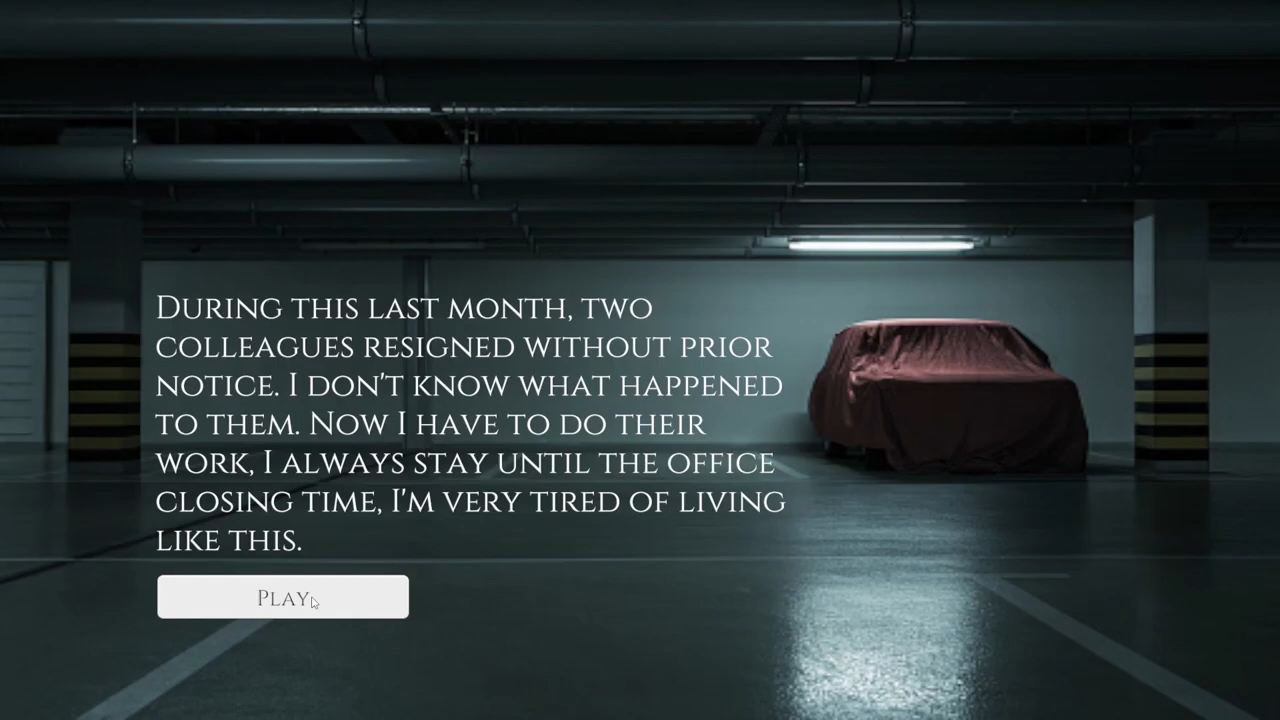 During this last month, two
colleagues resigned without prior
notice. I don't know what happened
to them. Now I have to do their
work, I always stay until the office
closing time, I'm very tired of living
like this.
Play